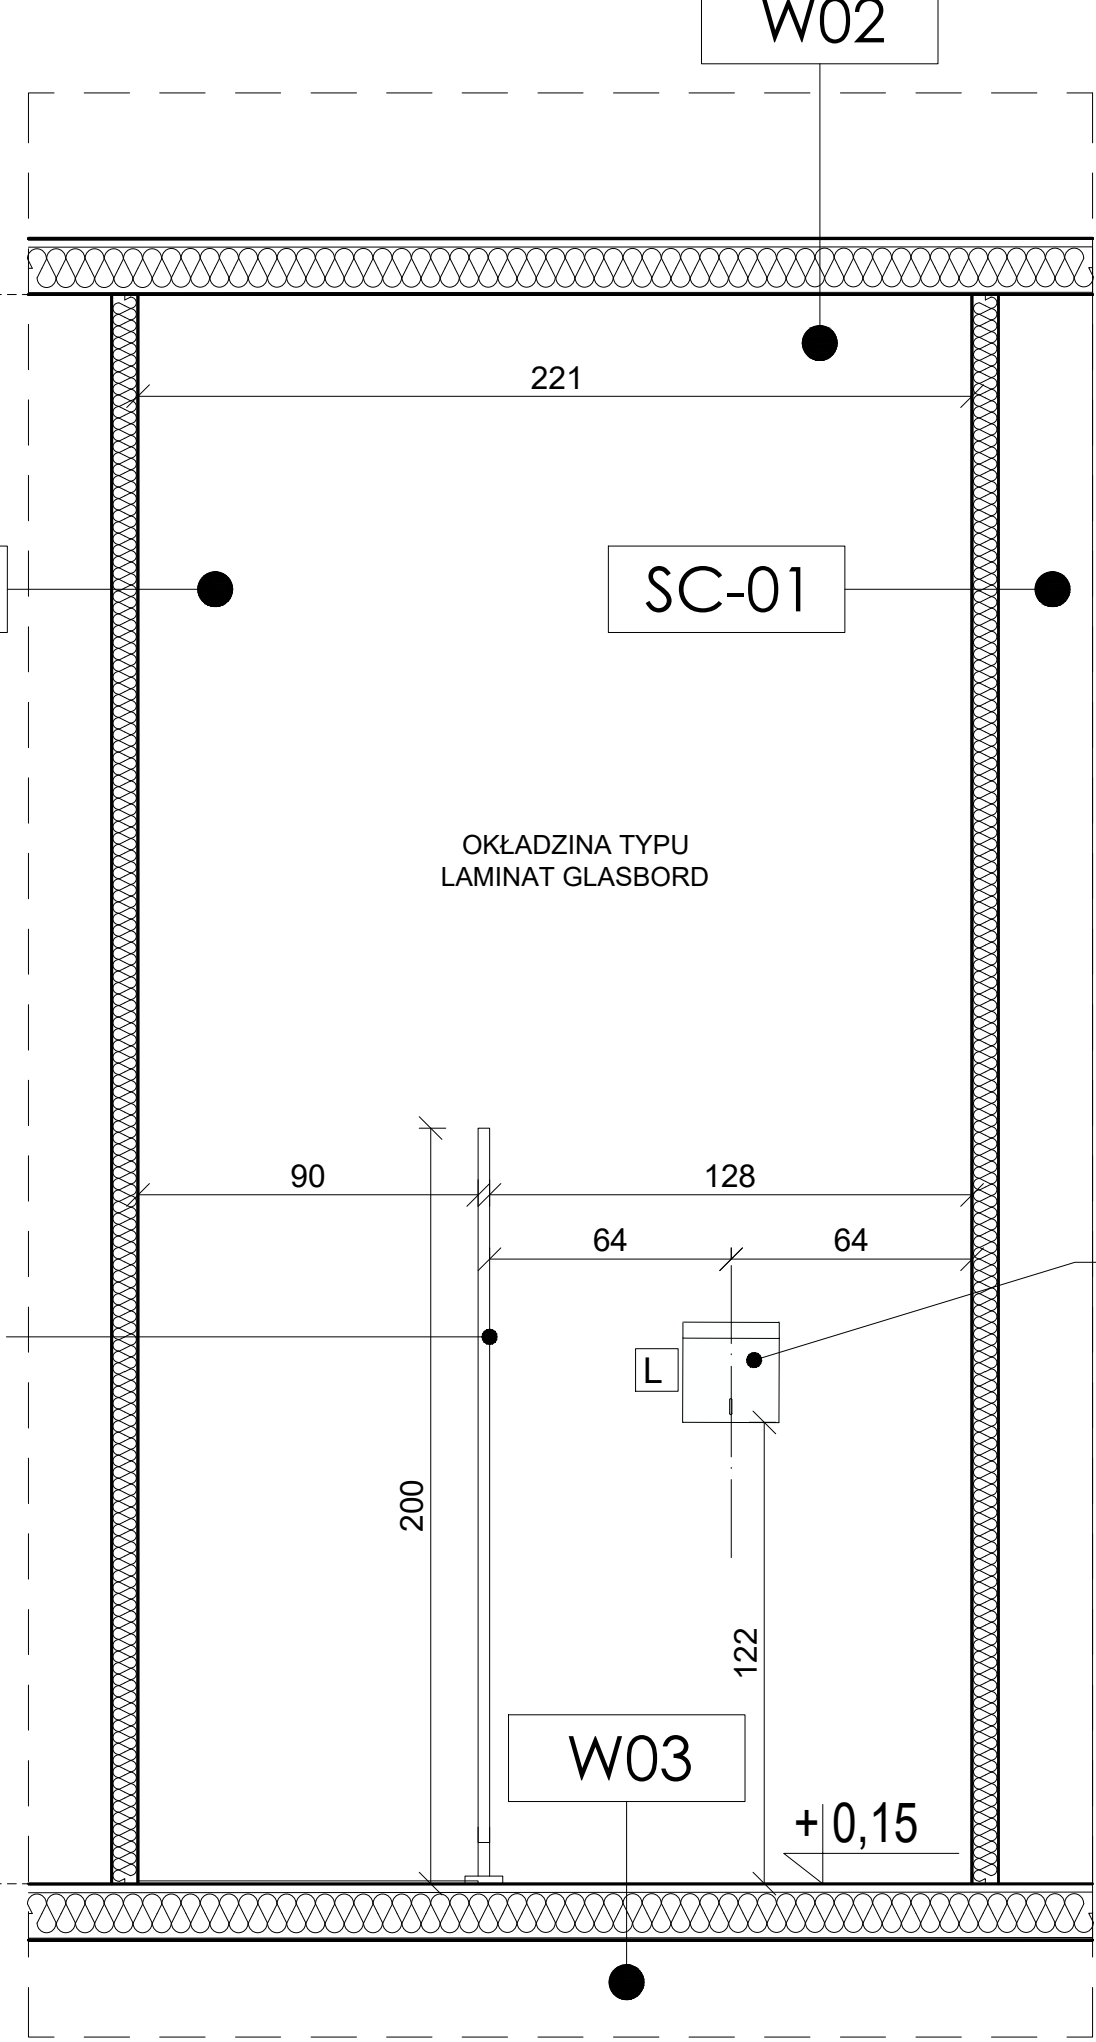 W02
221
SC-01
OKŁADZINA TYPU
LAMINAT GLASBORD
90
128
64
64
L
200
122
W03
+0,15